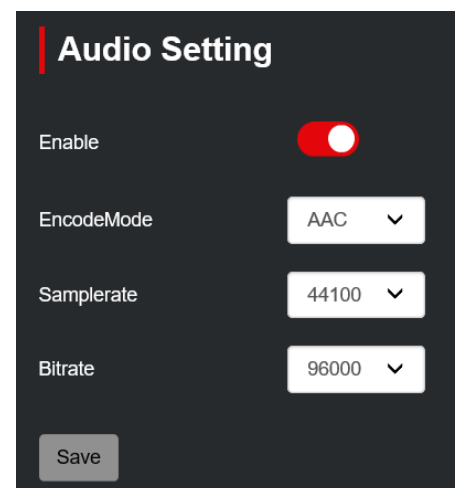 Audio Setting
Enable
EncodeMode AAC
Samplerate 44100
Bitrate 96000
Save